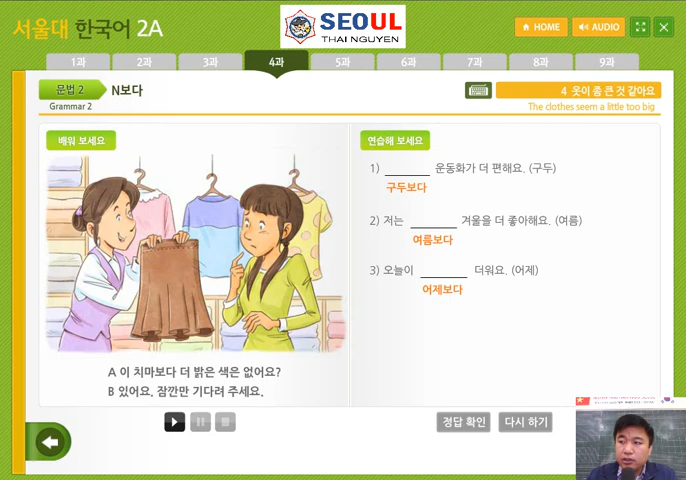 서울대 한국어 2A
SEOUL
THAI NGUYEN
HOME
AUDIO
1과
2과
3과
4과
5과
6과
7과
8과
9과
문법 2
N보다
Grammar 2
4 옷이 좀 큰 것 같아요
The clothes seem a little too big
배워 보세요
연습해 보세요
1) ______ 운동화가 더 편해요. (구두)
구두보다
2) 저는 ______ 겨울을 더 좋아해요. (여름)
여름보다
3) 오늘이 ______ 더워요. (어제)
어제보다
A 이 치마보다 더 밝은 색은 없어요?
B 있어요. 잠깐만 기다려 주세요.
정답 확인
다시 하기